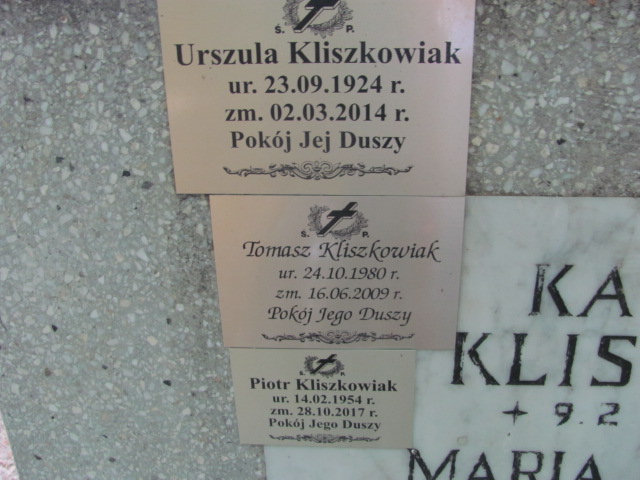 Ś. P.
Urszula Kliszkowiak
ur. 23.09.1924 r.
zm. 02.03.2014 r.
Pokój Jej Duszy
Ś. P.
Tomasz Kliszkowiak
ur. 24.10.1980 r.
zm. 16.06.2009 r.
Pokój Jego Duszy
Ś. P.
Piotr Kliszkowiak
ur. 14.02.1954 r.
zm. 28.10.2017 r.
Pokój Jego Duszy
KA
KLIS
+ 9.2
MARIA